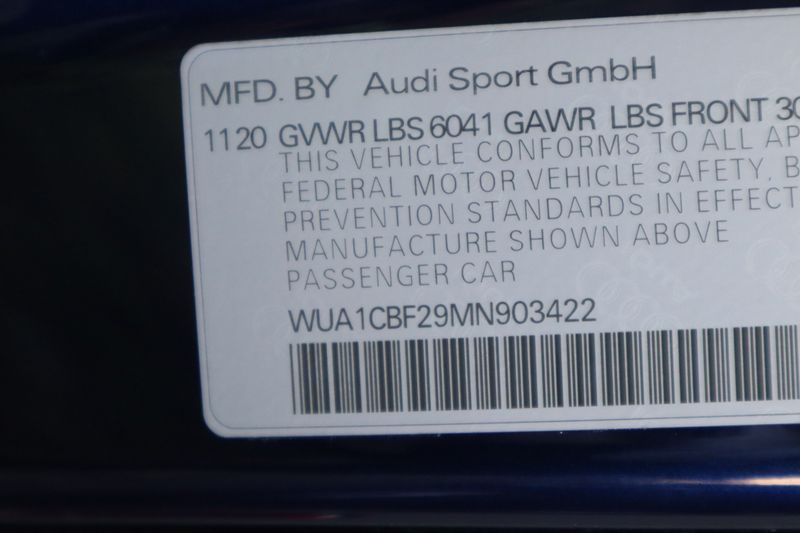 MFD. BY Audi Sport GmbH
1120 GVWR LBS 6041 GAWR LBS FRONT 30
THIS VEHICLE CONFORMS TO ALL AP
FEDERAL MOTOR VEHICLE SAFETY, B
PREVENTION STANDARDS IN EFFECT
MANUFACTURE SHOWN ABOVE
PASSENGER CAR
WUA1CBF29MN903422